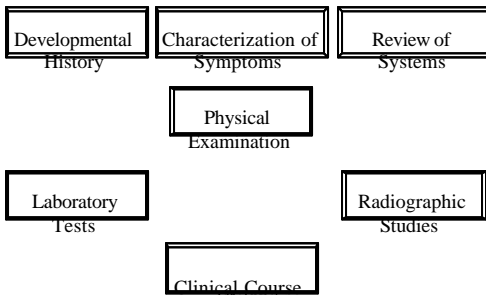 Developmental
History
Characterization of
Symptoms
Review of
Systems
Physical
Examination
Laboratory
Tests
Radiographic
Studies
Clinical Course